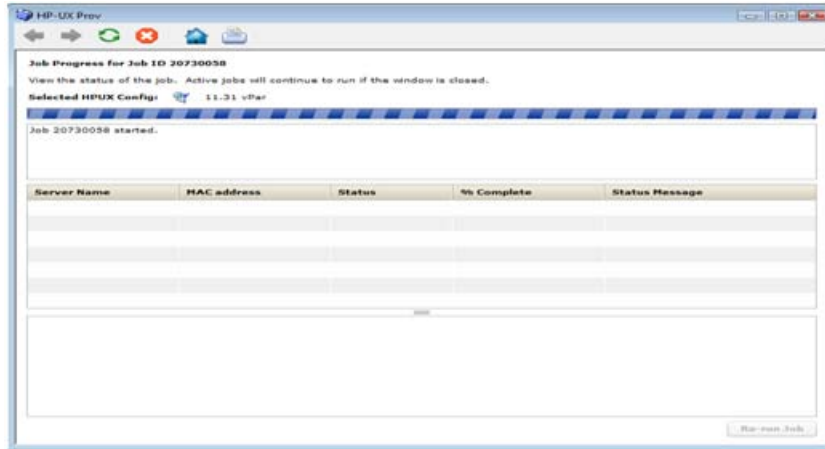 HP-UX Prov
Job Progress for Job ID 20730058
View the status of the job. Active jobs will continue to run if the window is closed.
Selected HPUX Config: 11.31 vPar
Job 20730058 started.
Server Name MAC address Status % Complete Status Message
Re-run Job